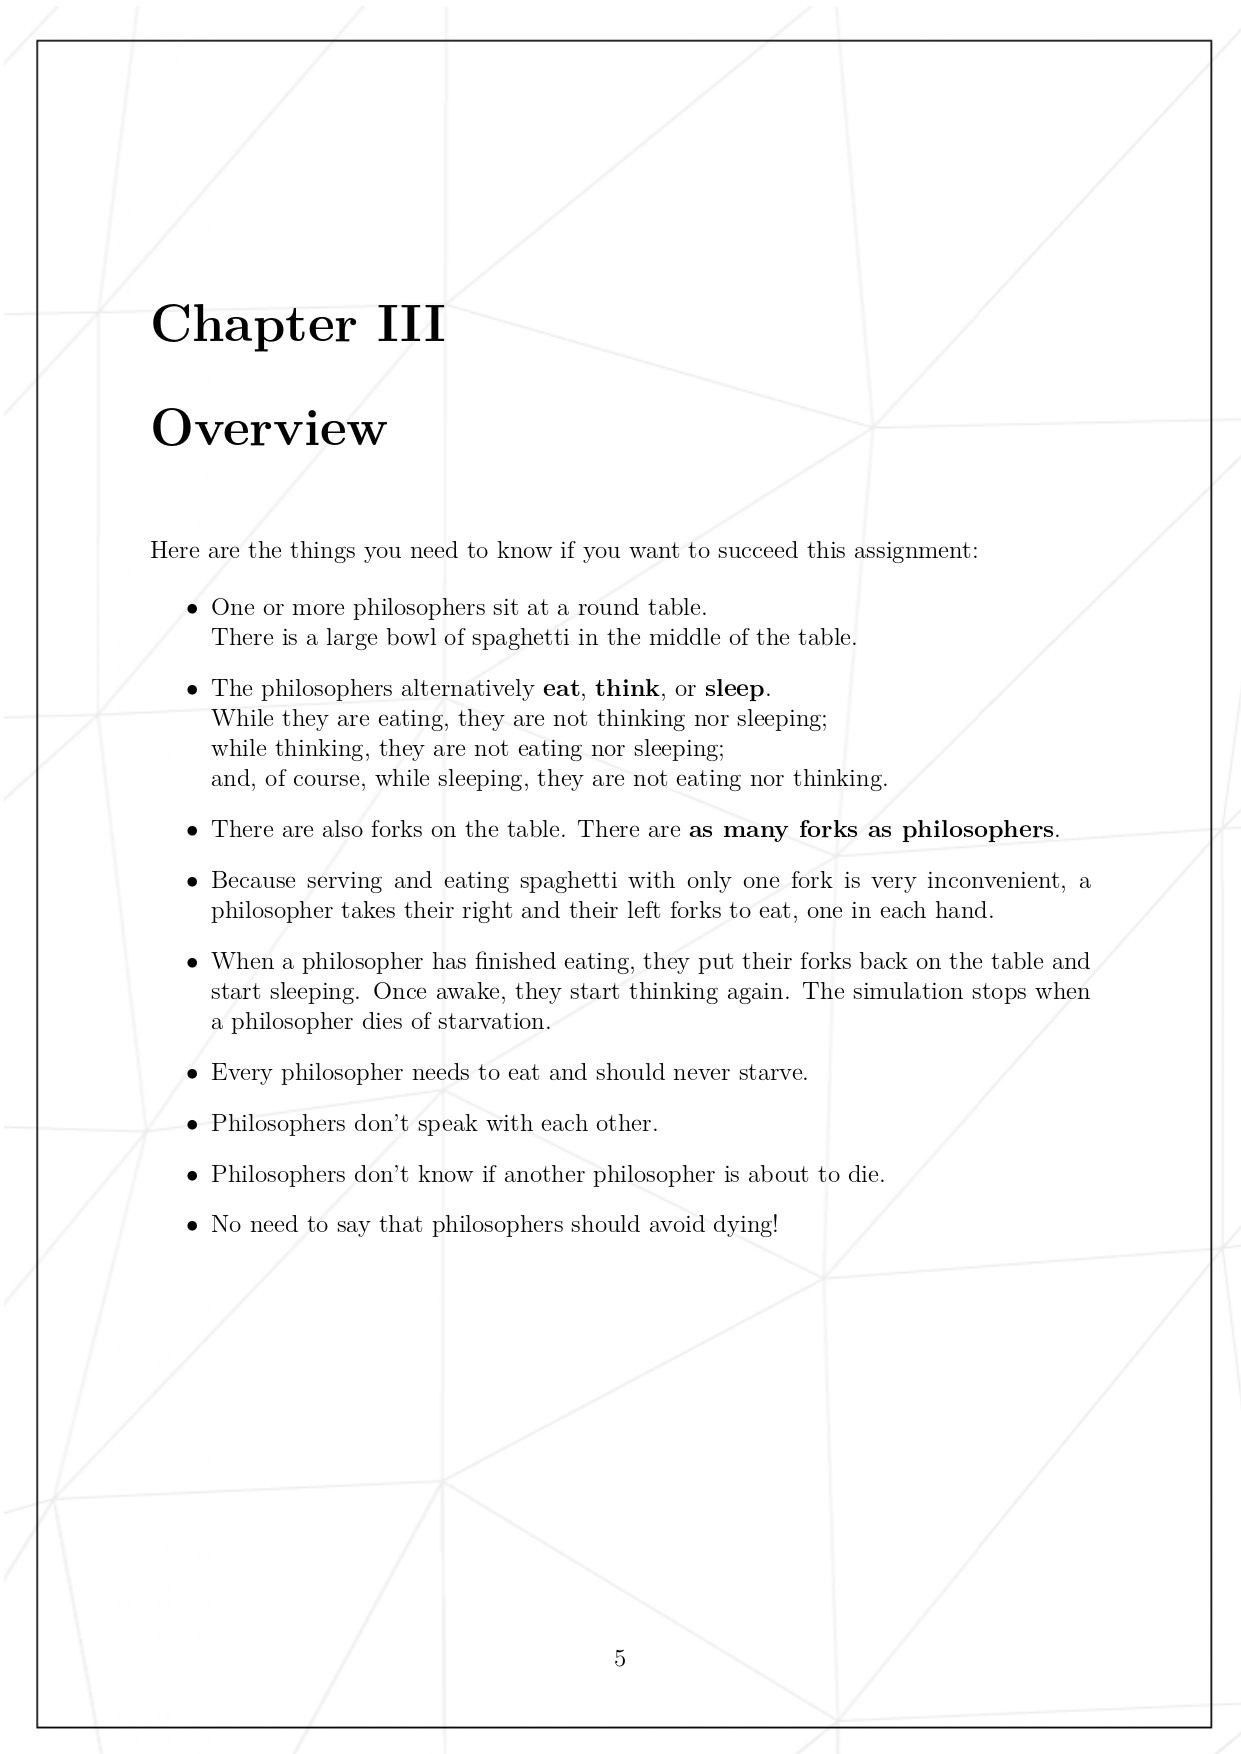 Chapter III
Overview
Here are the things you need to know if you want to succeed this assignment:
• One or more philosophers sit at a round table.
There is a large bowl of spaghetti in the middle of the table.
• The philosophers alternatively eat, think, or sleep.
While they are eating, they are not thinking nor sleeping;
while thinking, they are not eating nor sleeping;
and, of course, while sleeping, they are not eating nor thinking.
• There are also forks on the table. There are as many forks as philosophers.
• Because serving and eating spaghetti with only one fork is very inconvenient, a
philosopher takes their right and their left forks to eat, one in each hand.
• When a philosopher has finished eating, they put their forks back on the table and
start sleeping. Once awake, they start thinking again. The simulation stops when
a philosopher dies of starvation.
• Every philosopher needs to eat and should never starve.
• Philosophers don't speak with each other.
• Philosophers don't know if another philosopher is about to die.
• No need to say that philosophers should avoid dying!
5